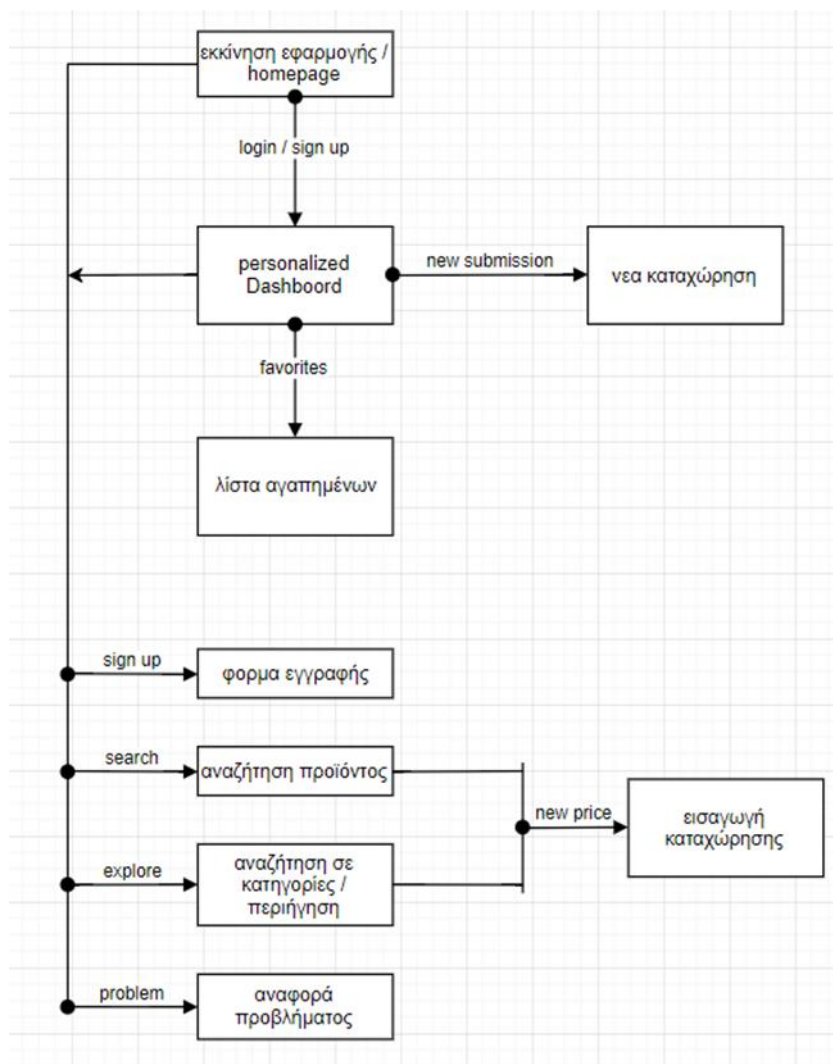 εκκίνηση εφαρμογής /
homepage
login / sign up
personalized
Dashboord
new submission
νεα καταχώρηση
favorites
λίστα αγαπημένων
sign up
φορμα εγγραφής
search
αναζήτηση προϊόντος
new price
εισαγωγή
καταχώρησης
explore
αναζήτηση σε
κατηγορίες /
περιήγηση
problem
αναφορά
προβλήματος